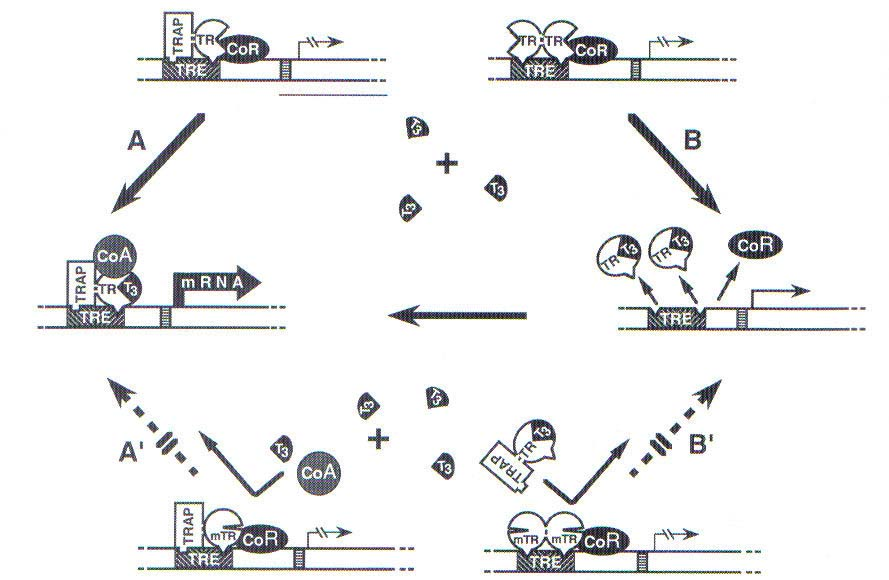 TRAP TR CoR
TRE
TR TR CoR
TRE
A
T3
+
T3
T3
B
CoA
TRAP TR T3
mRNA
TRE
TR T3
TR T3
CoR
TRE
A'
T3
T3
+
T3
CoA
T3
TR T3
TRAP
B'
TRAP
mTR CoR
TRE
mTR mTR CoR
TRE